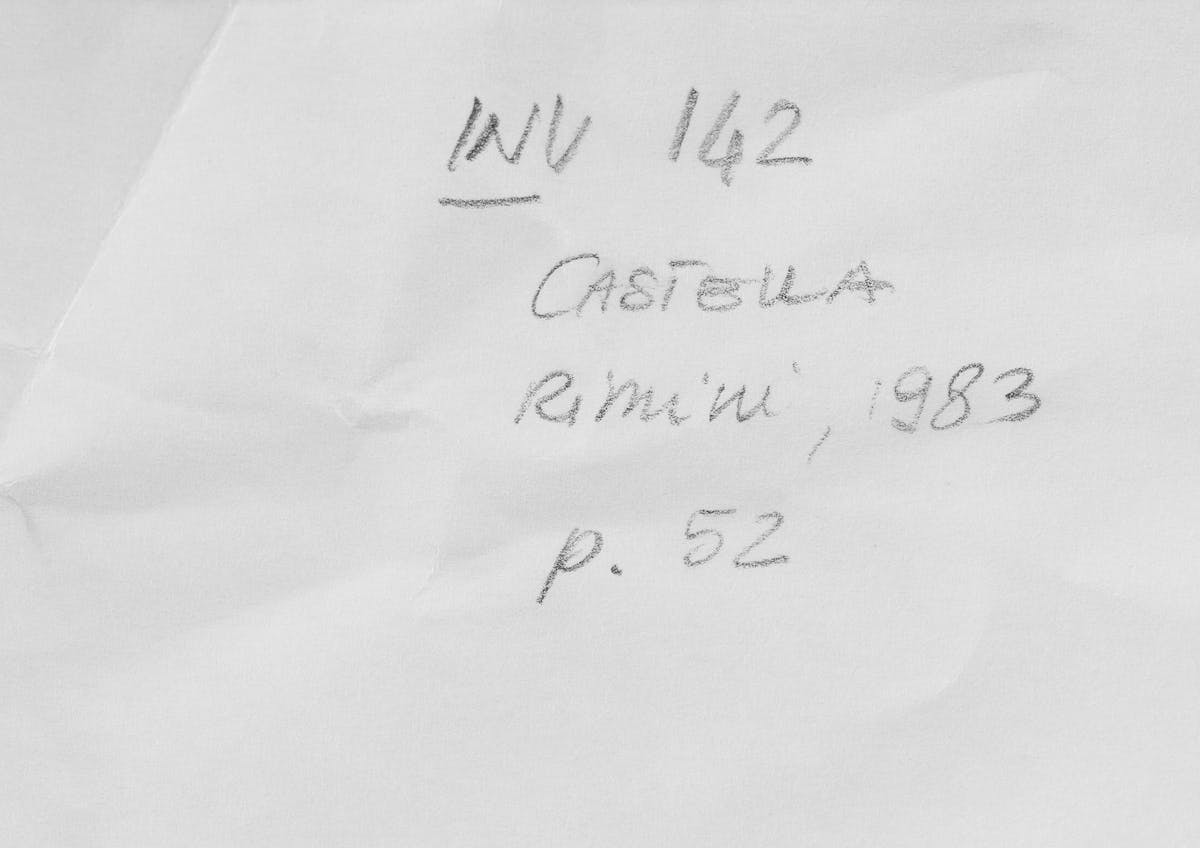 INV 142
CASTELLA
Rimini, 1983
p. 52